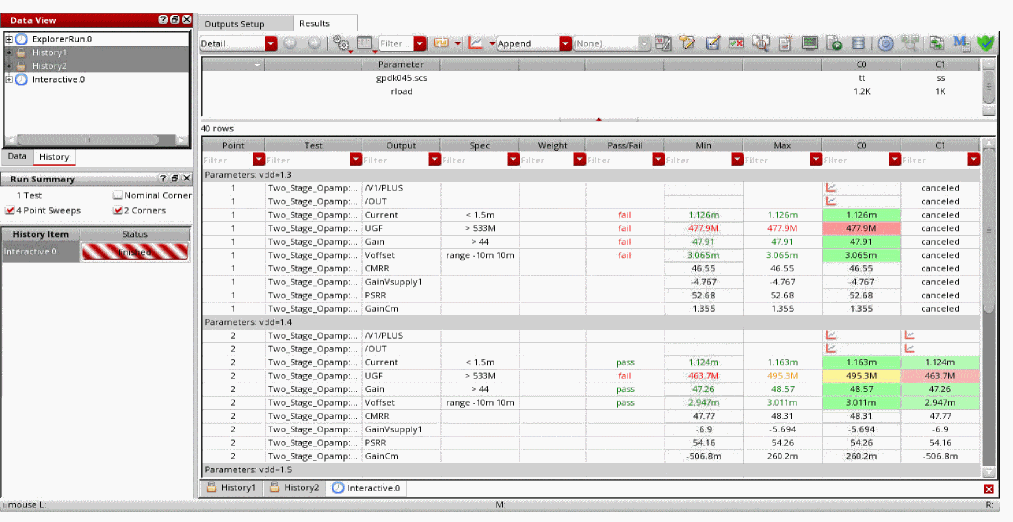 Data View
ExplorerRun.0
History1
History2
Interactive.0
Data History
Run Summary
1 Test Nominal Corner
4 Point Sweeps 2 Corners
History Item Status
Interactive.0 finished
Outputs Setup Results
Detail Filter Append (None)
Parameter C0 C1
gpdk045.scs tt ss
rload 1.2K 1K
40 rows
Point Test Output Spec Weight Pass/Fail Min Max C0 C1
Filter Filter Filter Filter Filter Filter Filter Filter Filter Filter
Parameters: vdd=1.3
1 Two_Stage_Opamp:... /V1/PLUS canceled
1 Two_Stage_Opamp:... /OUT canceled
1 Two_Stage_Opamp:... Current < 1.5m fail 1.126m 1.126m 1.126m canceled
1 Two_Stage_Opamp:... UGF > 533M fail 477.9M 477.9M 477.9M canceled
1 Two_Stage_Opamp:... Gain > 44 fail 47.91 47.91 47.91 canceled
1 Two_Stage_Opamp:... Voffset range -10m 10m fail 3.065m 3.065m 3.065m canceled
1 Two_Stage_Opamp:... CMRR 46.55 46.55 46.55 canceled
1 Two_Stage_Opamp:... GainVsupply1 -4.767 -4.767 -4.767 canceled
1 Two_Stage_Opamp:... PSRR 52.68 52.68 52.68 canceled
1 Two_Stage_Opamp:... GainCm 1.355 1.355 1.355 canceled
Parameters: vdd=1.4
2 Two_Stage_Opamp:... /V1/PLUS
2 Two_Stage_Opamp:... /OUT
2 Two_Stage_Opamp:... Current < 1.5m pass 1.124m 1.163m 1.163m 1.124m
2 Two_Stage_Opamp:... UGF > 533M fail 463.7M 495.3M 495.3M 463.7M
2 Two_Stage_Opamp:... Gain > 44 pass 47.26 48.57 48.57 47.26
2 Two_Stage_Opamp:... Voffset range -10m 10m pass 2.947m 3.011m 3.011m 2.947m
2 Two_Stage_Opamp:... CMRR 47.77 48.31 48.31 47.77
2 Two_Stage_Opamp:... GainVsupply1 -6.9 -5.694 -5.694 -6.9
2 Two_Stage_Opamp:... PSRR 54.16 54.26 54.26 54.16
2 Two_Stage_Opamp:... GainCm -506.8m 260.2m 260.2m -506.8m
Parameters: vdd=1.5
History1 History2 Interactive.0
mouse L: M: R: